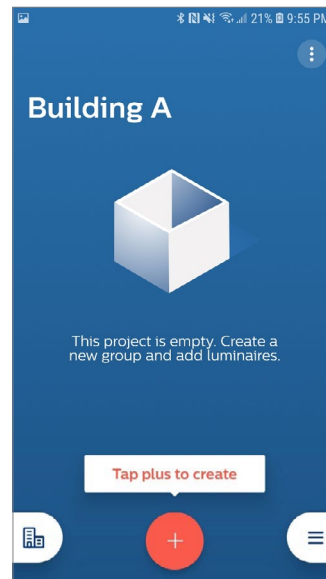 21% 9:55 PM
Building A
This project is empty. Create a
new group and add luminaires.
Tap plus to create